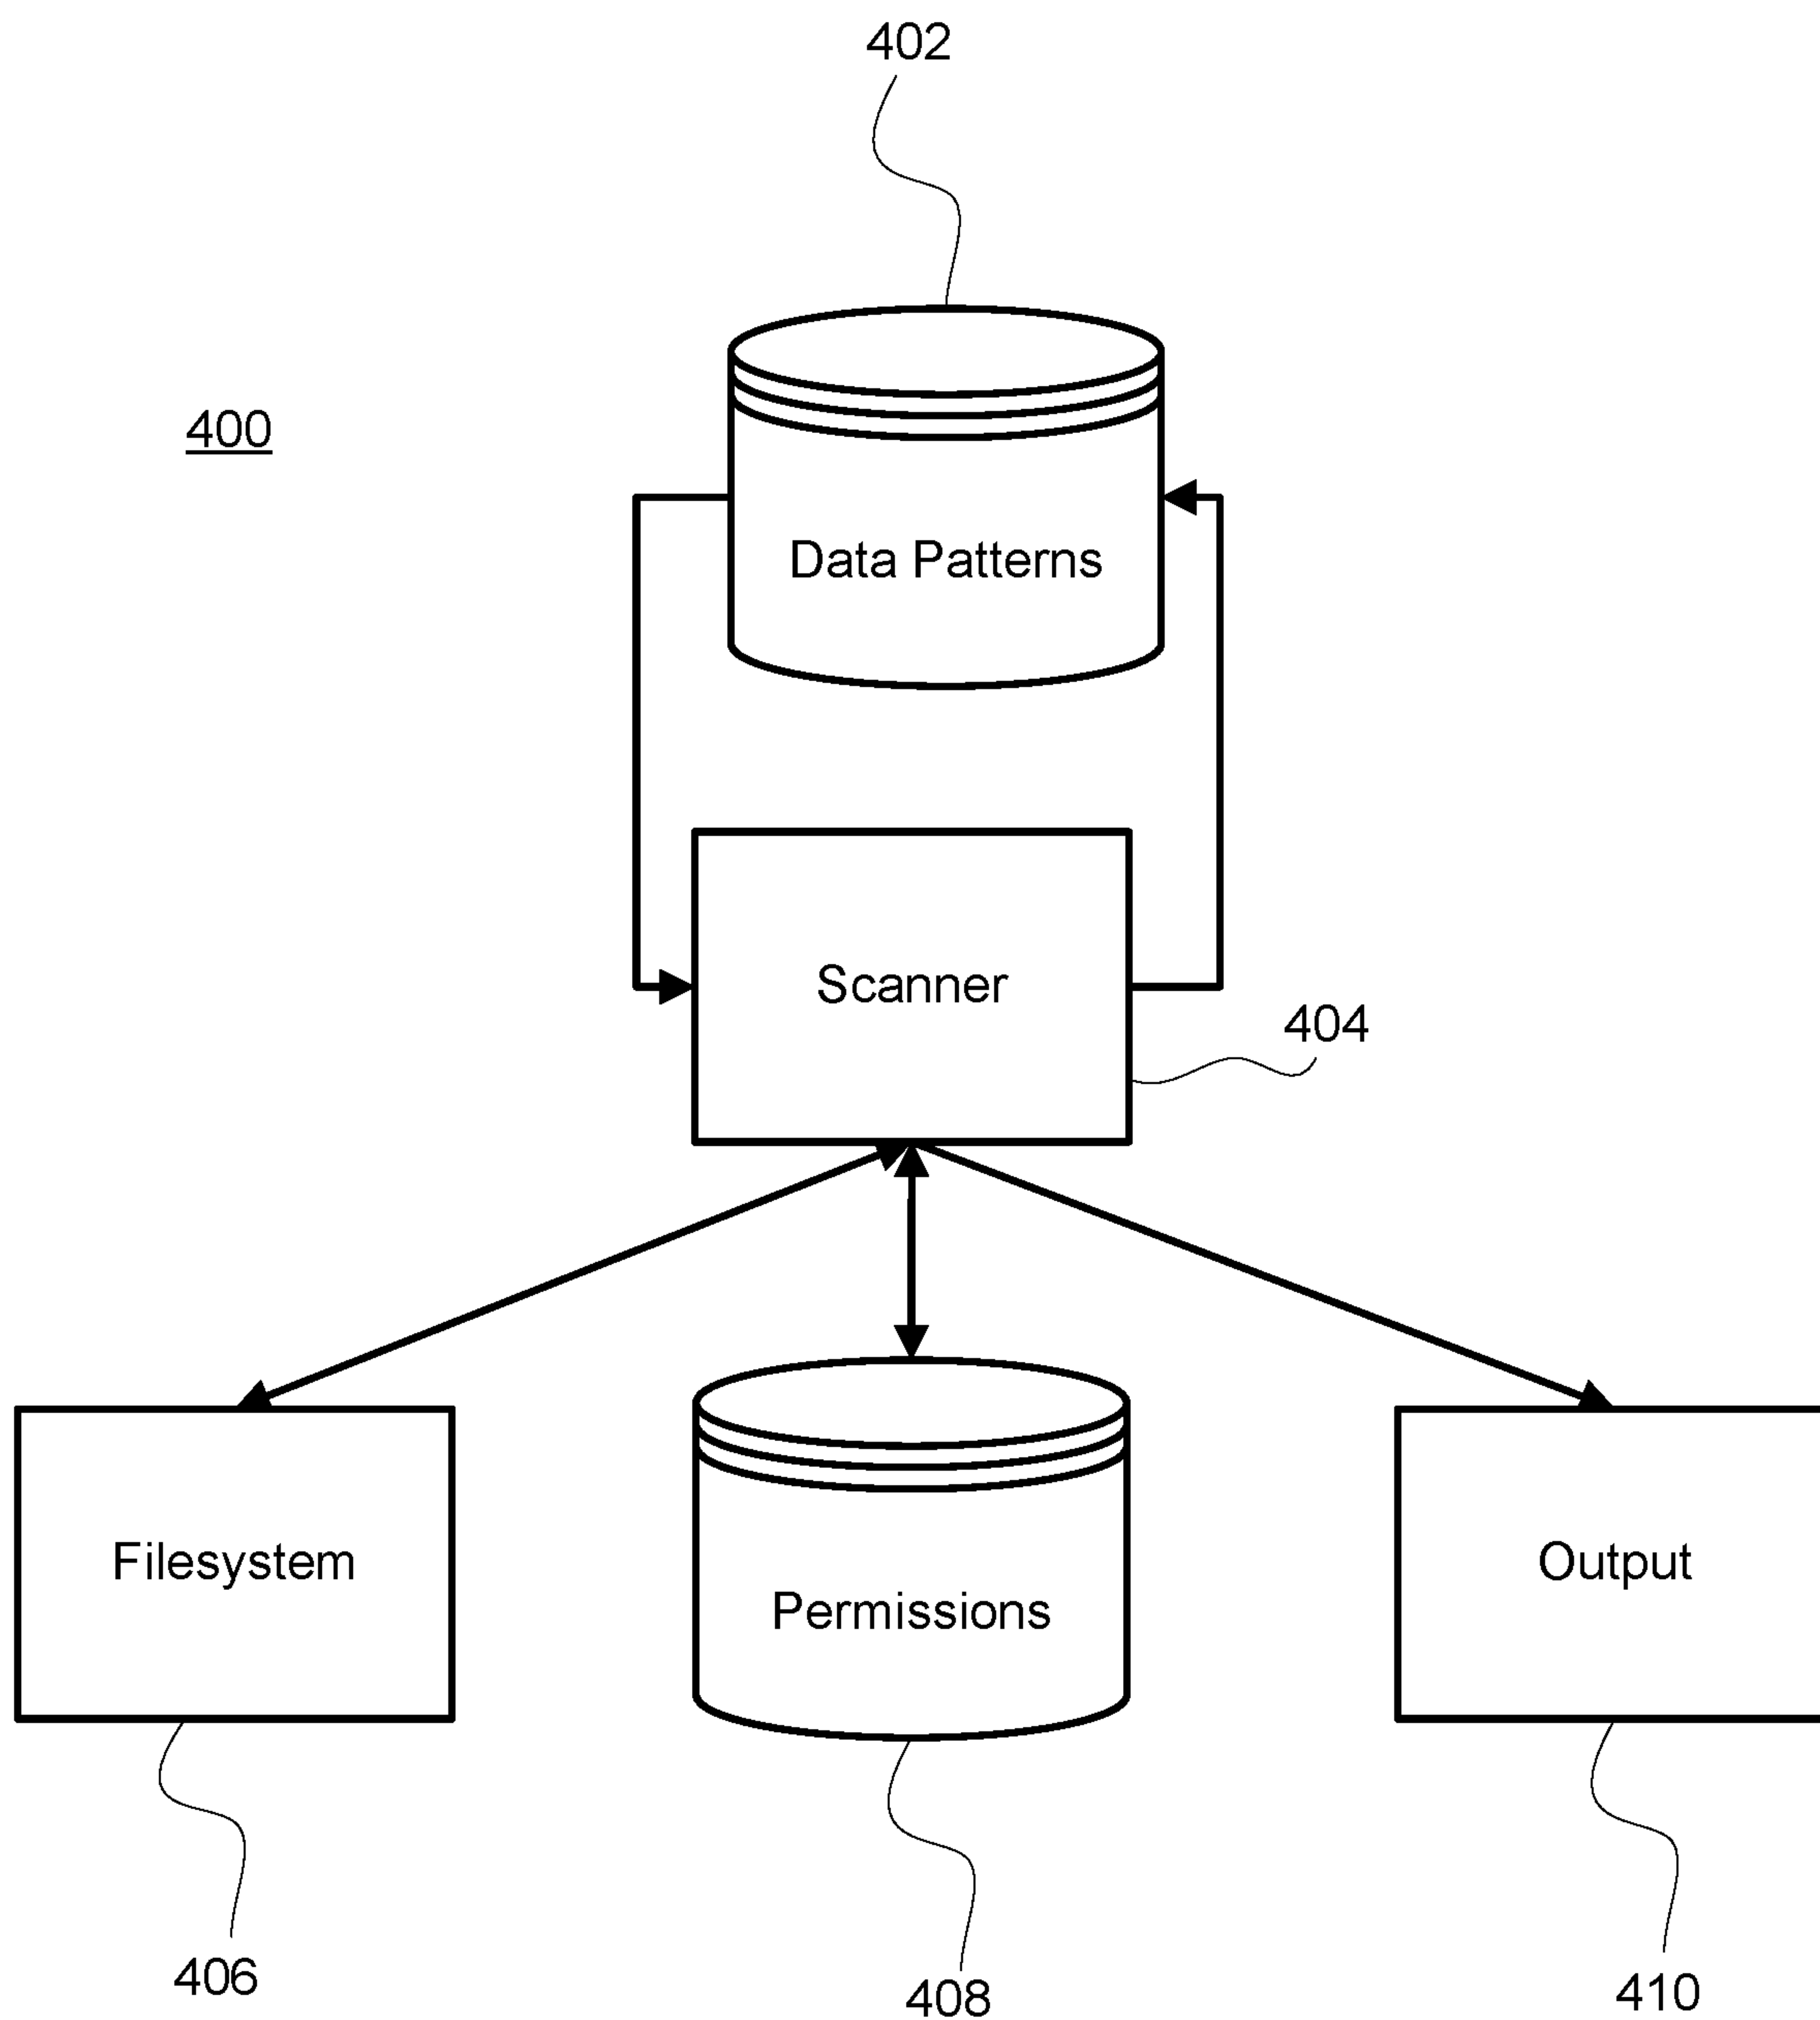 402
400
Data Patterns
Scanner
404
Filesystem
Permissions
Output
406
408
410